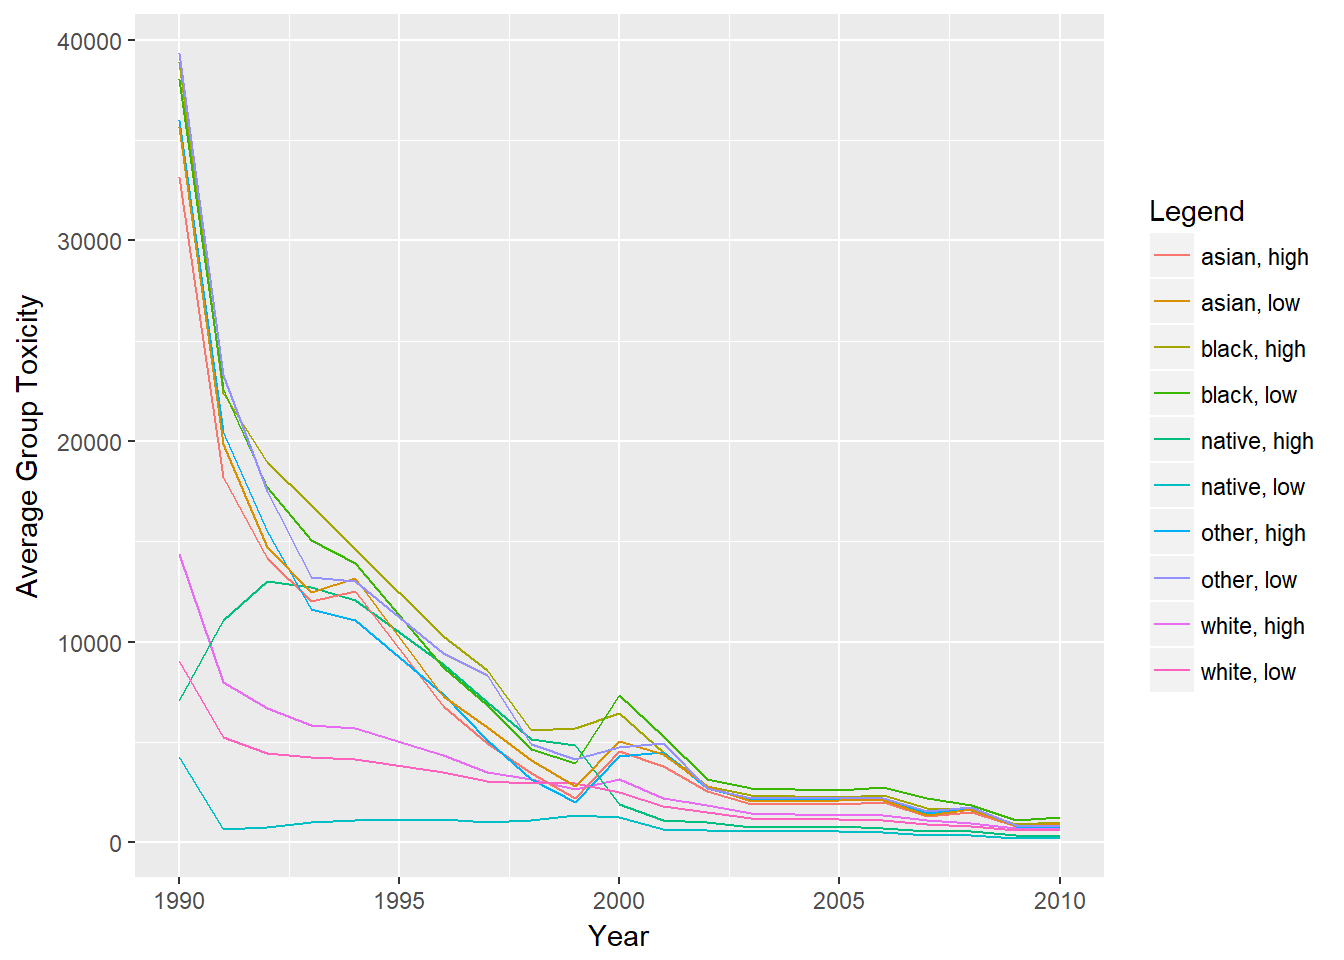 40000
30000
20000
10000
0
Average Group Toxicity
1990
1995
2000
2005
2010
Year
Legend
asian, high
asian, low
black, high
black, low
native, high
native, low
other, high
other, low
white, high
white, low